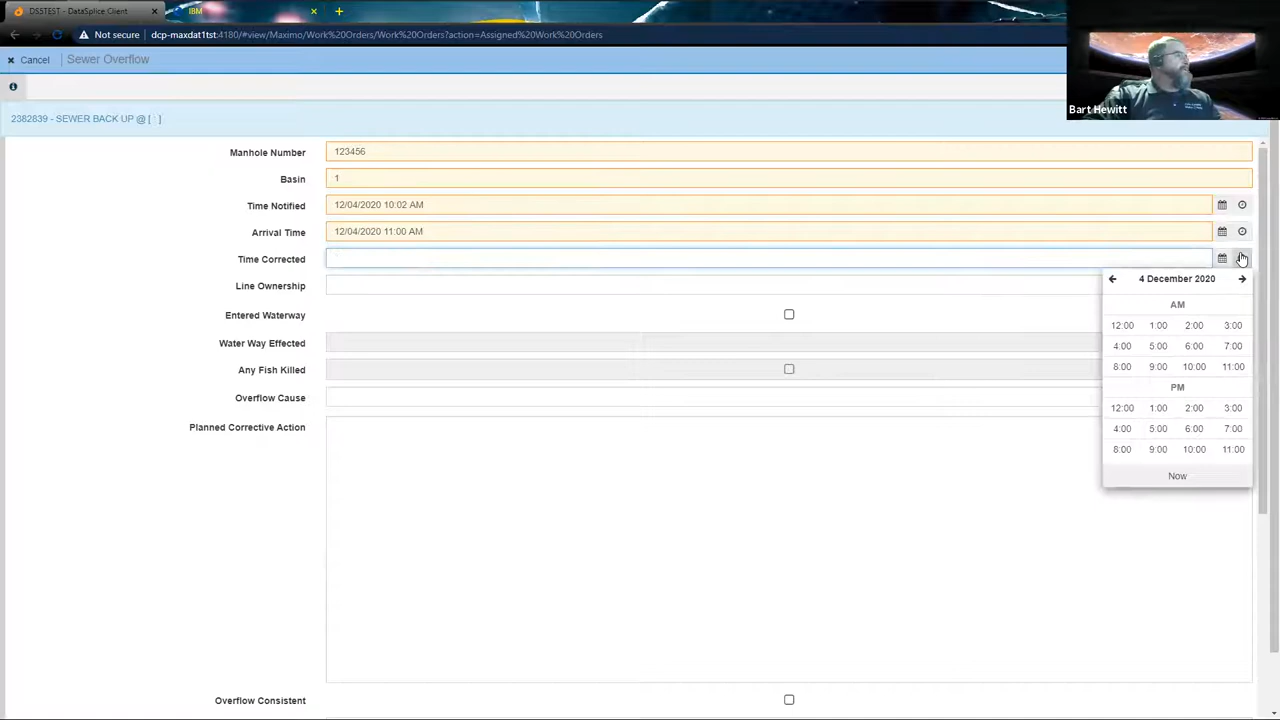 DSSTEST - DataSplice Client
IBM
Not secure dcp-maxdat1tst:4180/#view/Maximo/Work%20Orders/Work%20Orders?action=Assigned%20Work%20Orders
Cancel Sewer Overflow
2382839 - SEWER BACK UP @ [ : ]
Bart Hewitt
Manhole Number 123456
Basin 1
Time Notified 12/04/2020 10:02 AM
Arrival Time 12/04/2020 11:00 AM
Time Corrected
Line Ownership
Entered Waterway
Water Way Effected
Any Fish Killed
Overflow Cause
Planned Corrective Action
Overflow Consistent
4 December 2020
AM
12:00 1:00 2:00 3:00
4:00 5:00 6:00 7:00
8:00 9:00 10:00 11:00
PM
12:00 1:00 2:00 3:00
4:00 5:00 6:00 7:00
8:00 9:00 10:00 11:00
Now